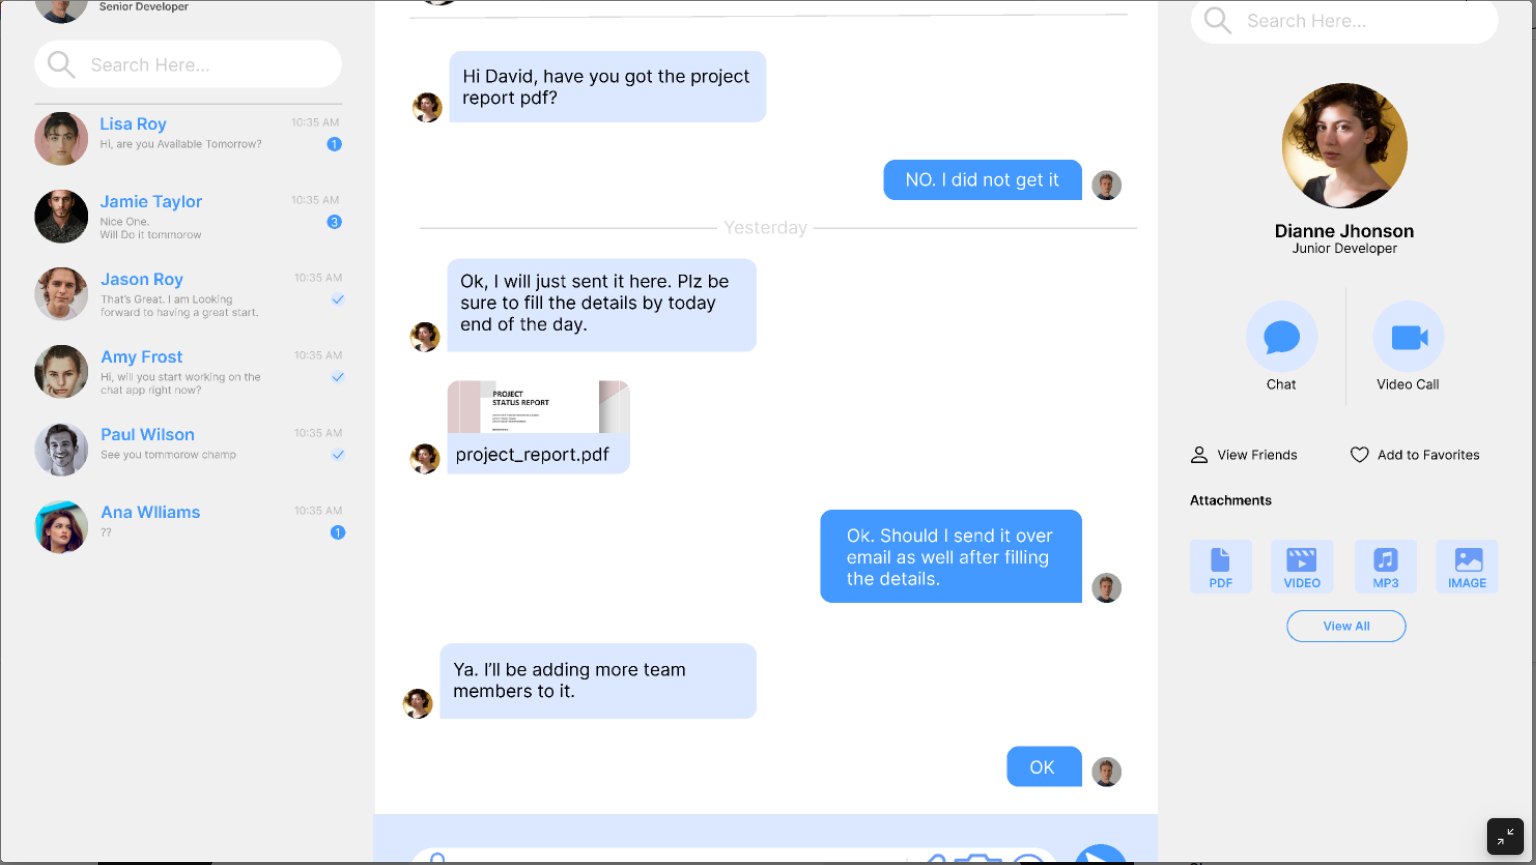 Senior Developer
Search Here...
Lisa Roy
10:35 AM
Hi, are you Available Tomorrow?
1
Jamie Taylor
10:35 AM
Nice One.
Will Do it tommorow
3
Jason Roy
10:35 AM
That's Great. I am Looking
forward to having a great start.
Amy Frost
10:35 AM
Hi, will you start working on the
chat app right now?
Paul Wilson
10:35 AM
See you tommorow champ
Ana Wlliams
10:35 AM
??
1
Hi David, have you got the project
report pdf?
NO. I did not get it
Yesterday
Ok, I will just sent it here. Plz be
sure to fill the details by today
end of the day.
PROJECT
STATUS REPORT
project_report.pdf
Ok. Should I send it over
email as well after filling
the details.
Ya. I'll be adding more team
members to it.
OK
Search Here...
Dianne Jhonson
Junior Developer
Chat
Video Call
View Friends
Add to Favorites
Attachments
PDF
VIDEO
MP3
IMAGE
View All